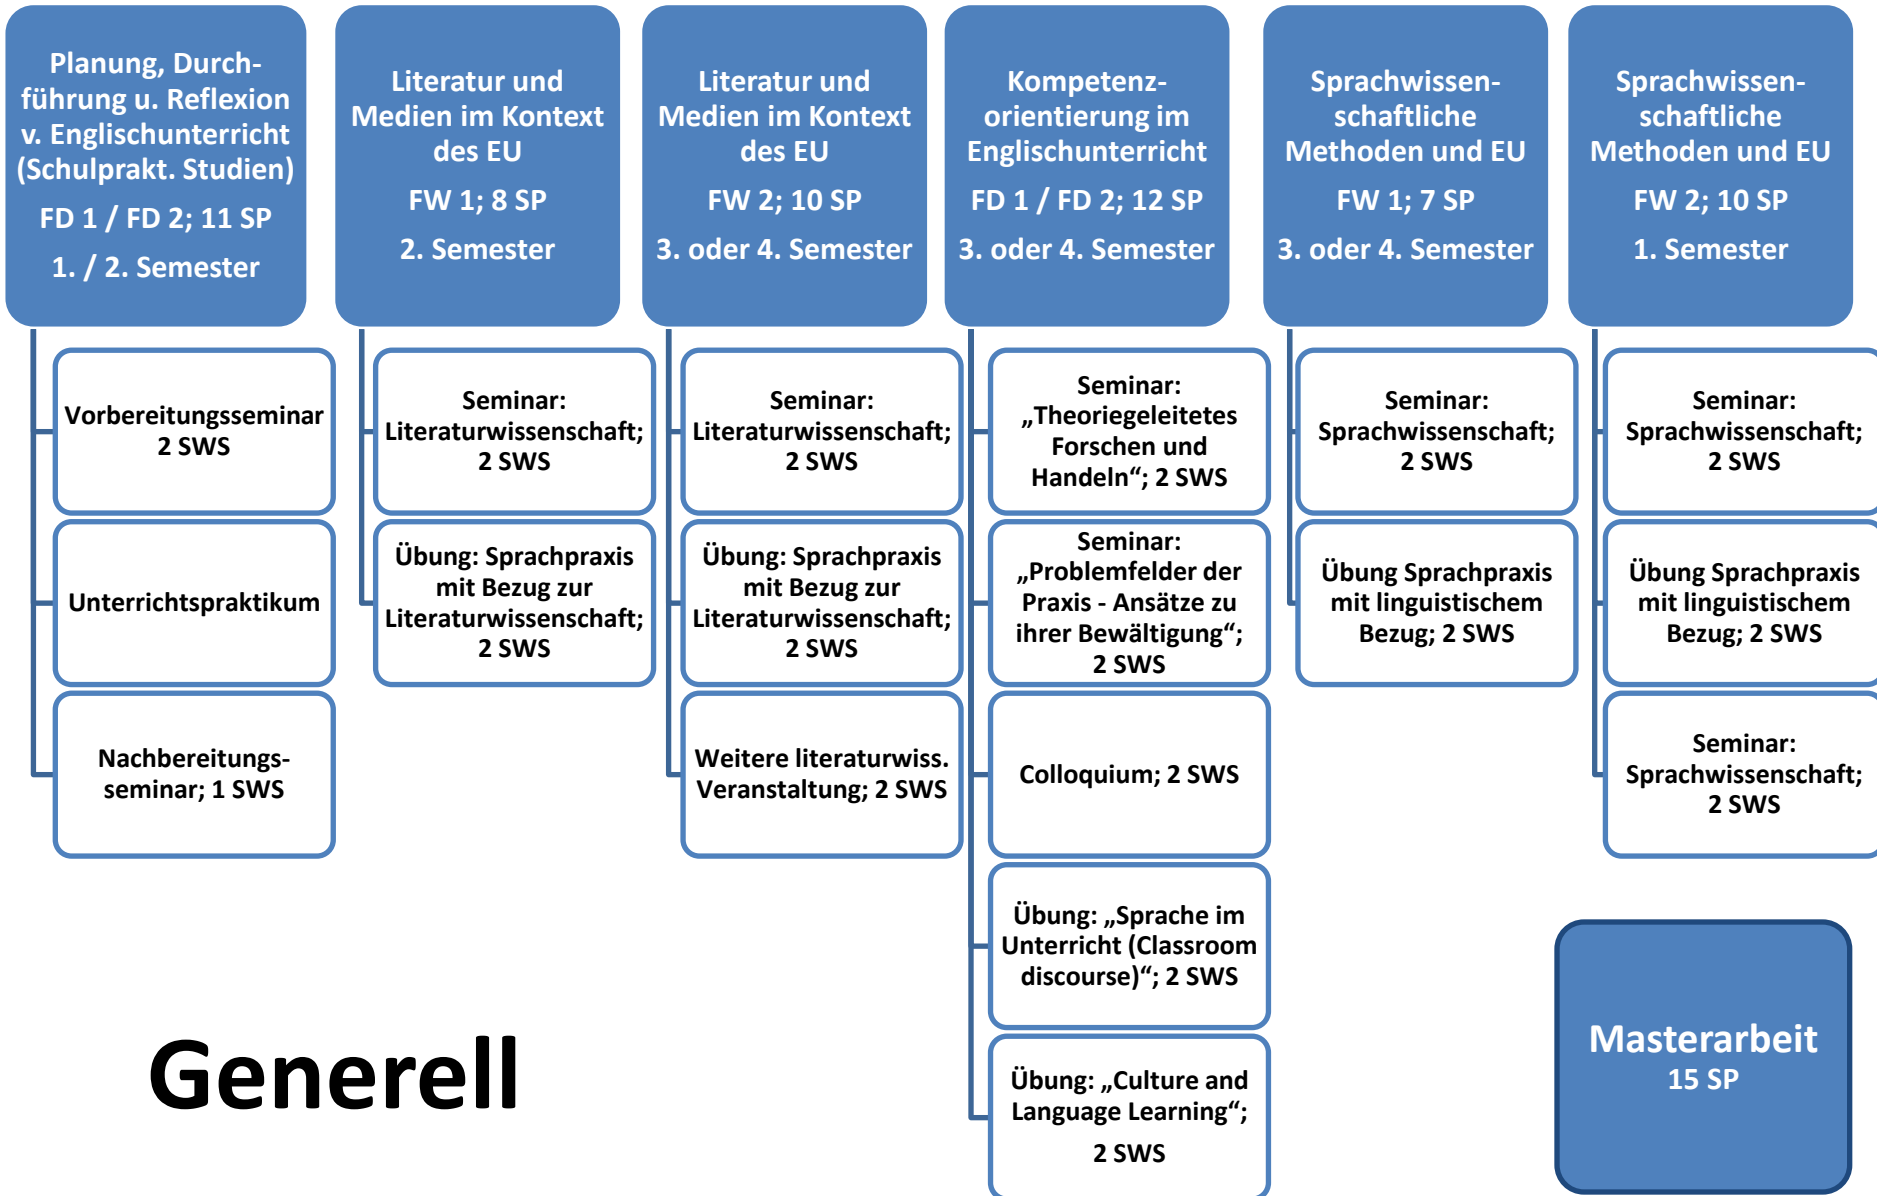 Planung, Durch-
führung u. Reflexion
v. Englischunterricht
(Schulprakt. Studien)
FD 1 / FD 2; 11 SP
1. / 2. Semester
Vorbereitungsseminar
2 SWS
Unterrichtspraktikum
Nachbereitungs-
seminar; 1 SWS
Literatur und
Medien im Kontext
des EU
FW 1; 8 SP
2. Semester
Seminar:
Literaturwissenschaft;
2 SWS
Übung: Sprachpraxis
mit Bezug zur
Literaturwissenschaft;
2 SWS
Literatur und
Medien im Kontext
des EU
FW 2; 10 SP
3. oder 4. Semester
Seminar:
Literaturwissenschaft;
2 SWS
Übung: Sprachpraxis
mit Bezug zur
Literaturwissenschaft;
2 SWS
Weitere literaturwiss.
Veranstaltung; 2 SWS
Kompetenz-
orientierung im
Englischunterricht
FD 1 / FD 2; 12 SP
3. oder 4. Semester
Seminar:
„Theoriegeleitetes
Forschen und
Handeln“; 2 SWS
Seminar:
„Problemfelder der
Praxis - Ansätze zu
ihrer Bewältigung“;
2 SWS
Colloquium; 2 SWS
Übung: „Sprache im
Unterricht (Classroom
discourse)“; 2 SWS
Übung: „Culture and
Language Learning“;
2 SWS
Sprachwissen-
schaftliche
Methoden und EU
FW 1; 7 SP
3. oder 4. Semester
Seminar:
Sprachwissenschaft;
2 SWS
Übung Sprachpraxis
mit linguistischem
Bezug; 2 SWS
Sprachwissen-
schaftliche
Methoden und EU
FW 2; 10 SP
1. Semester
Seminar:
Sprachwissenschaft;
2 SWS
Übung Sprachpraxis
mit linguistischem
Bezug; 2 SWS
Seminar:
Sprachwissenschaft;
2 SWS
Generell
Masterarbeit
15 SP